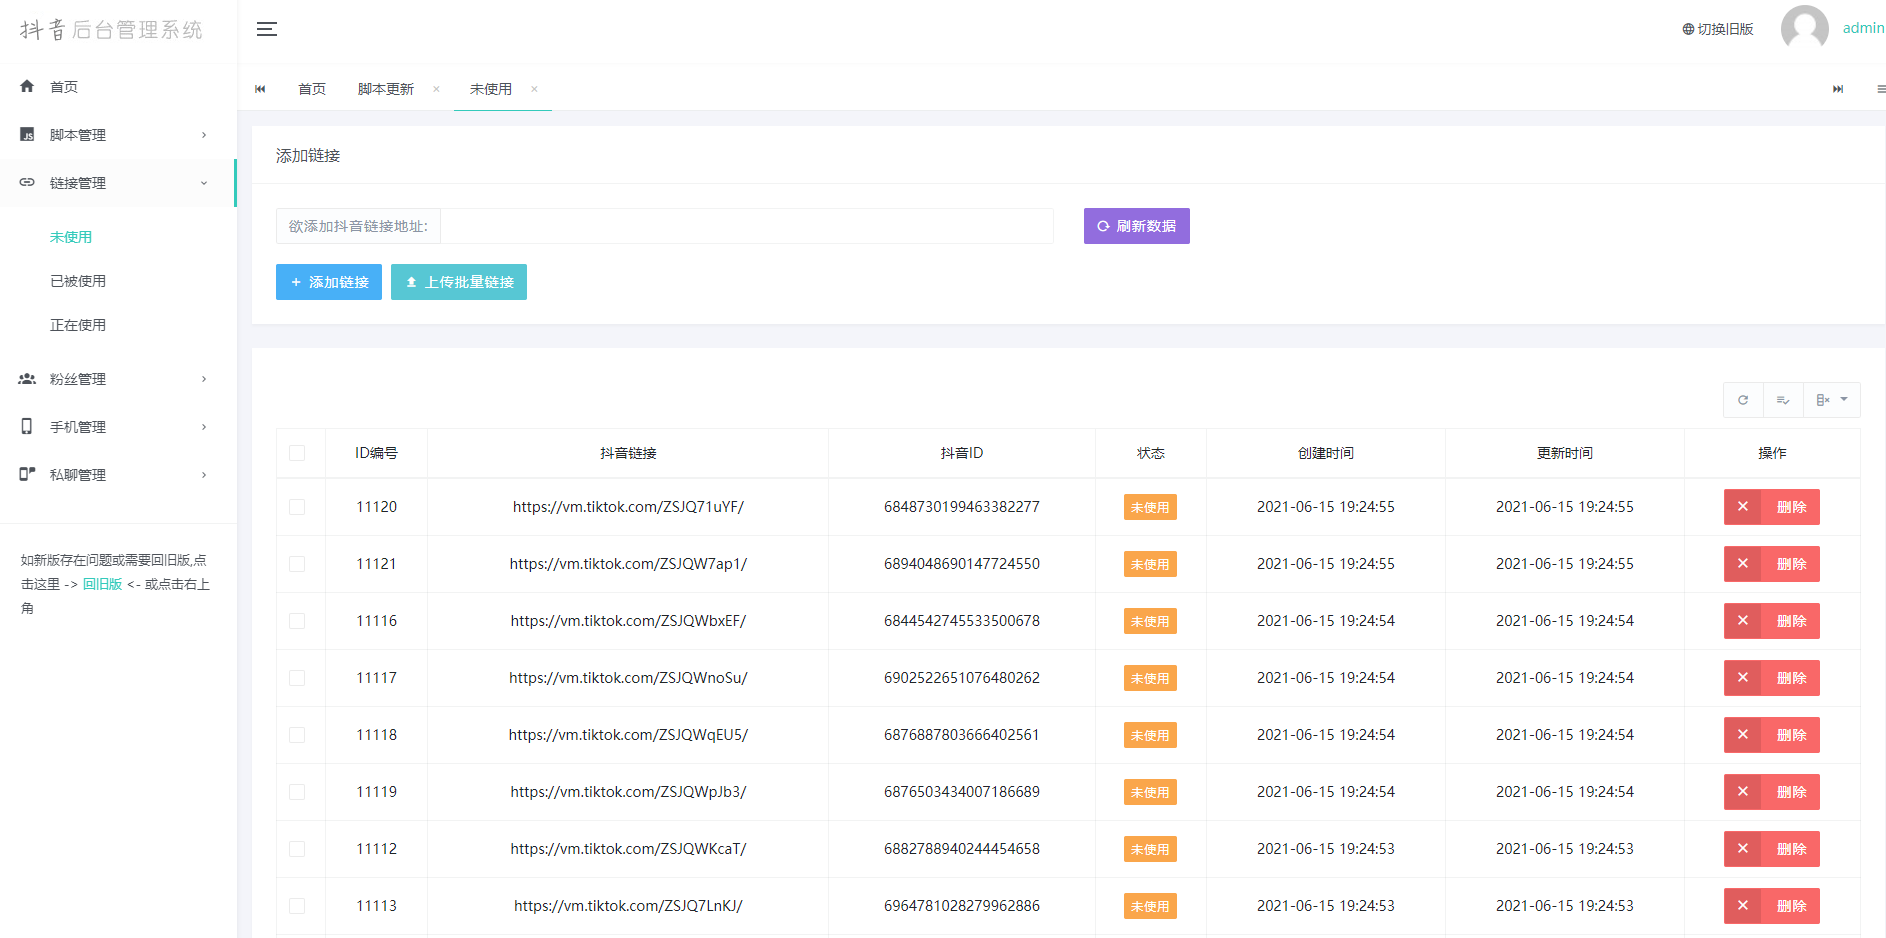 抖音后台管理系统
切换旧版
admin
首页
脚本管理
链接管理
未使用
已被使用
正在使用
粉丝管理
手机管理
私聊管理
如新版存在问题或需要回旧版,点
击这里 -> 回旧版 <- 或点击右上
角
首页 脚本更新 × 未使用 ×
添加链接
欲添加抖音链接地址:
刷新数据
+ 添加链接
上传批量链接
ID编号 抖音链接 抖音ID 状态 创建时间 更新时间 操作
11120 https://vm.tiktok.com/ZSJQ71uYF/ 6848730199463382277 未使用 2021-06-15 19:24:55 2021-06-15 19:24:55 × 删除
11121 https://vm.tiktok.com/ZSJQW7ap1/ 6894048690147724550 未使用 2021-06-15 19:24:55 2021-06-15 19:24:55 × 删除
11116 https://vm.tiktok.com/ZSJQWbxEF/ 6844542745533500678 未使用 2021-06-15 19:24:54 2021-06-15 19:24:54 × 删除
11117 https://vm.tiktok.com/ZSJQWnoSu/ 6902522651076480262 未使用 2021-06-15 19:24:54 2021-06-15 19:24:54 × 删除
11118 https://vm.tiktok.com/ZSJQWqEU5/ 6876887803666402561 未使用 2021-06-15 19:24:54 2021-06-15 19:24:54 × 删除
11119 https://vm.tiktok.com/ZSJQWpJb3/ 6876503434007186689 未使用 2021-06-15 19:24:54 2021-06-15 19:24:54 × 删除
11112 https://vm.tiktok.com/ZSJQWKcaT/ 6882788940244454658 未使用 2021-06-15 19:24:53 2021-06-15 19:24:53 × 删除
11113 https://vm.tiktok.com/ZSJQ7LnKJ/ 6964781028279962886 未使用 2021-06-15 19:24:53 2021-06-15 19:24:53 × 删除